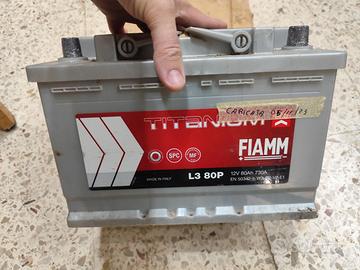 CARICATA 05/11/23
TITANIUM
FIAMM
SPC
MF
12V 80Ah 730A
L3 80P
MADE IN ITALY